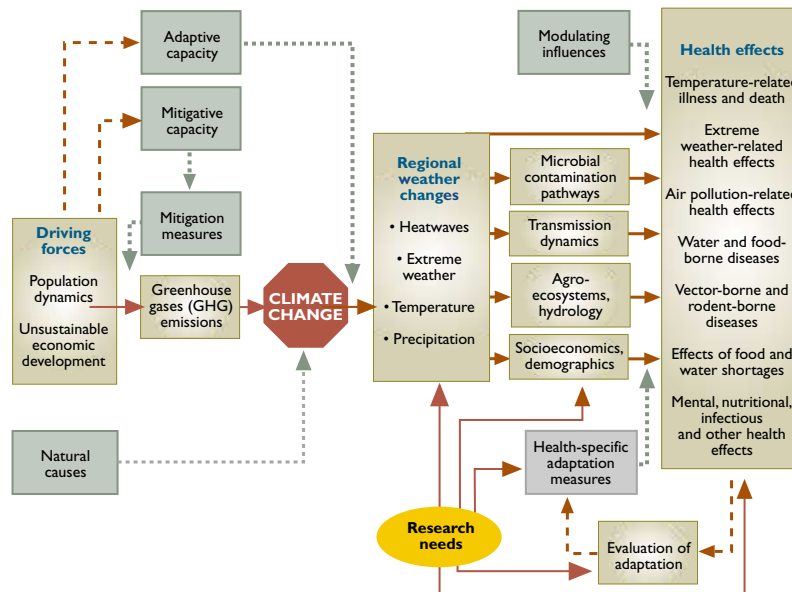 Adaptive
capacity
Modulating
influences
Health effects
Temperature-related
illness and death
Extreme
weather-related
health effects
Air pollution-related
health effects
Water and food-
borne diseases
Vector-borne and
rodent-borne
diseases
Effects of food and
water shortages
Mental, nutritional,
infectious
and other health
effects
Mitigative
capacity
Mitigation
measures
Driving
forces
Population
dynamics
Unsustainable
economic
development
Greenhouse
gases (GHG)
emissions
CLIMATE
CHANGE
Regional
weather
changes
• Heatwaves
• Extreme
weather
• Temperature
• Precipitation
Microbial
contamination
pathways
Transmission
dynamics
Agro-
ecosystems,
hydrology
Socioeconomics,
demographics
Natural
causes
Health-specific
adaptation
measures
Research
needs
Evaluation of
adaptation